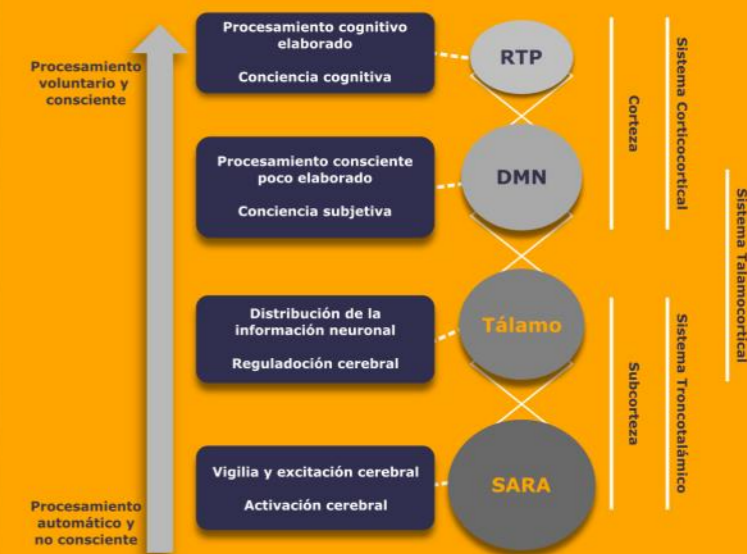 Procesamiento
voluntario y
consciente
Procesamiento cognitivo
elaborado
Conciencia cognitiva
RTP
Procesamiento consciente
poco elaborado
Conciencia subjetiva
DMN
Distribución de la
información neuronal
Reguladoción cerebral
Tálamo
Vigilia y excitación cerebral
Activación cerebral
SARA
Procesamiento
automático y
no consciente
Corteza
Sistema Corticocortical
Subcorteza
Sistema Troncotalámico
Sistema Talamocortical